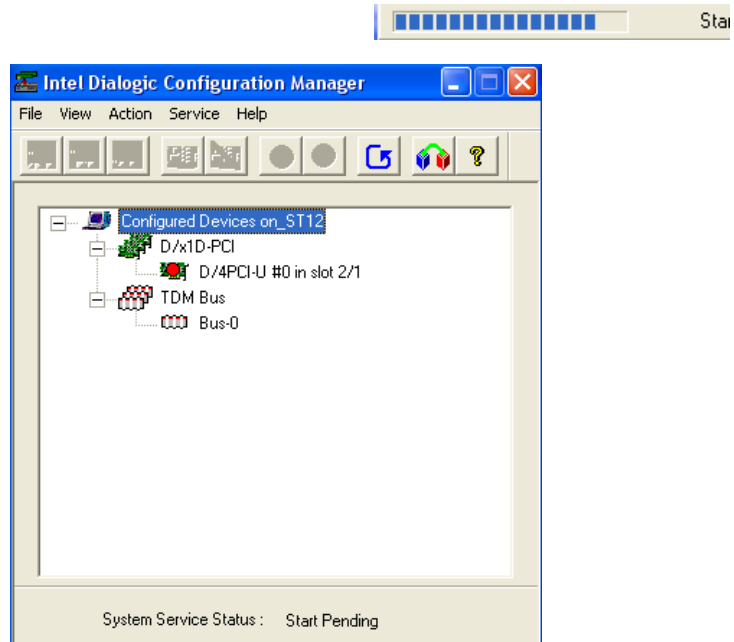 Intel Dialogic Configuration Manager
File View Action Service Help
Configured Devices on_ST12
D/x1D-PCI
D/4PCI-U #0 in slot 2/1
TDM Bus
Bus-0
System Service Status : Start Pending